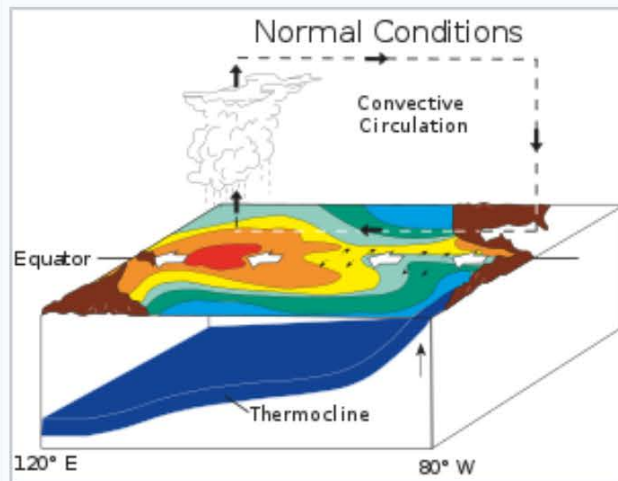 Normal Conditions
Convective
Circulation
Equator
Thermocline
120° E
80° W